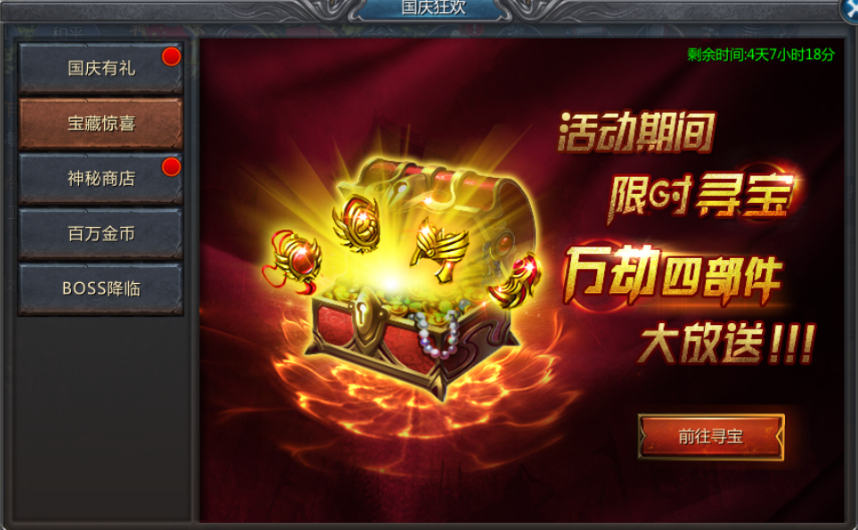 国庆狂欢
剩余时间:4天7小时18分
国庆有礼
宝藏惊喜
神秘商店
百万金币
BOSS降临
活动期间
限时寻宝
万劫四部件
大放送!!!
前往寻宝